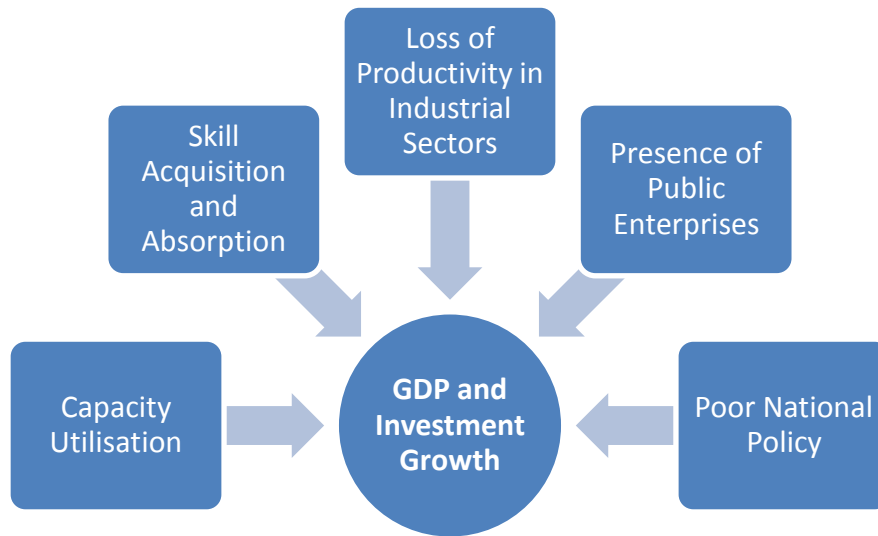 Loss of
Productivity in
Industrial
Sectors
Skill
Acquisition
and
Absorption
Presence of
Public
Enterprises
Capacity
Utilisation
GDP and
Investment
Growth
Poor National
Policy